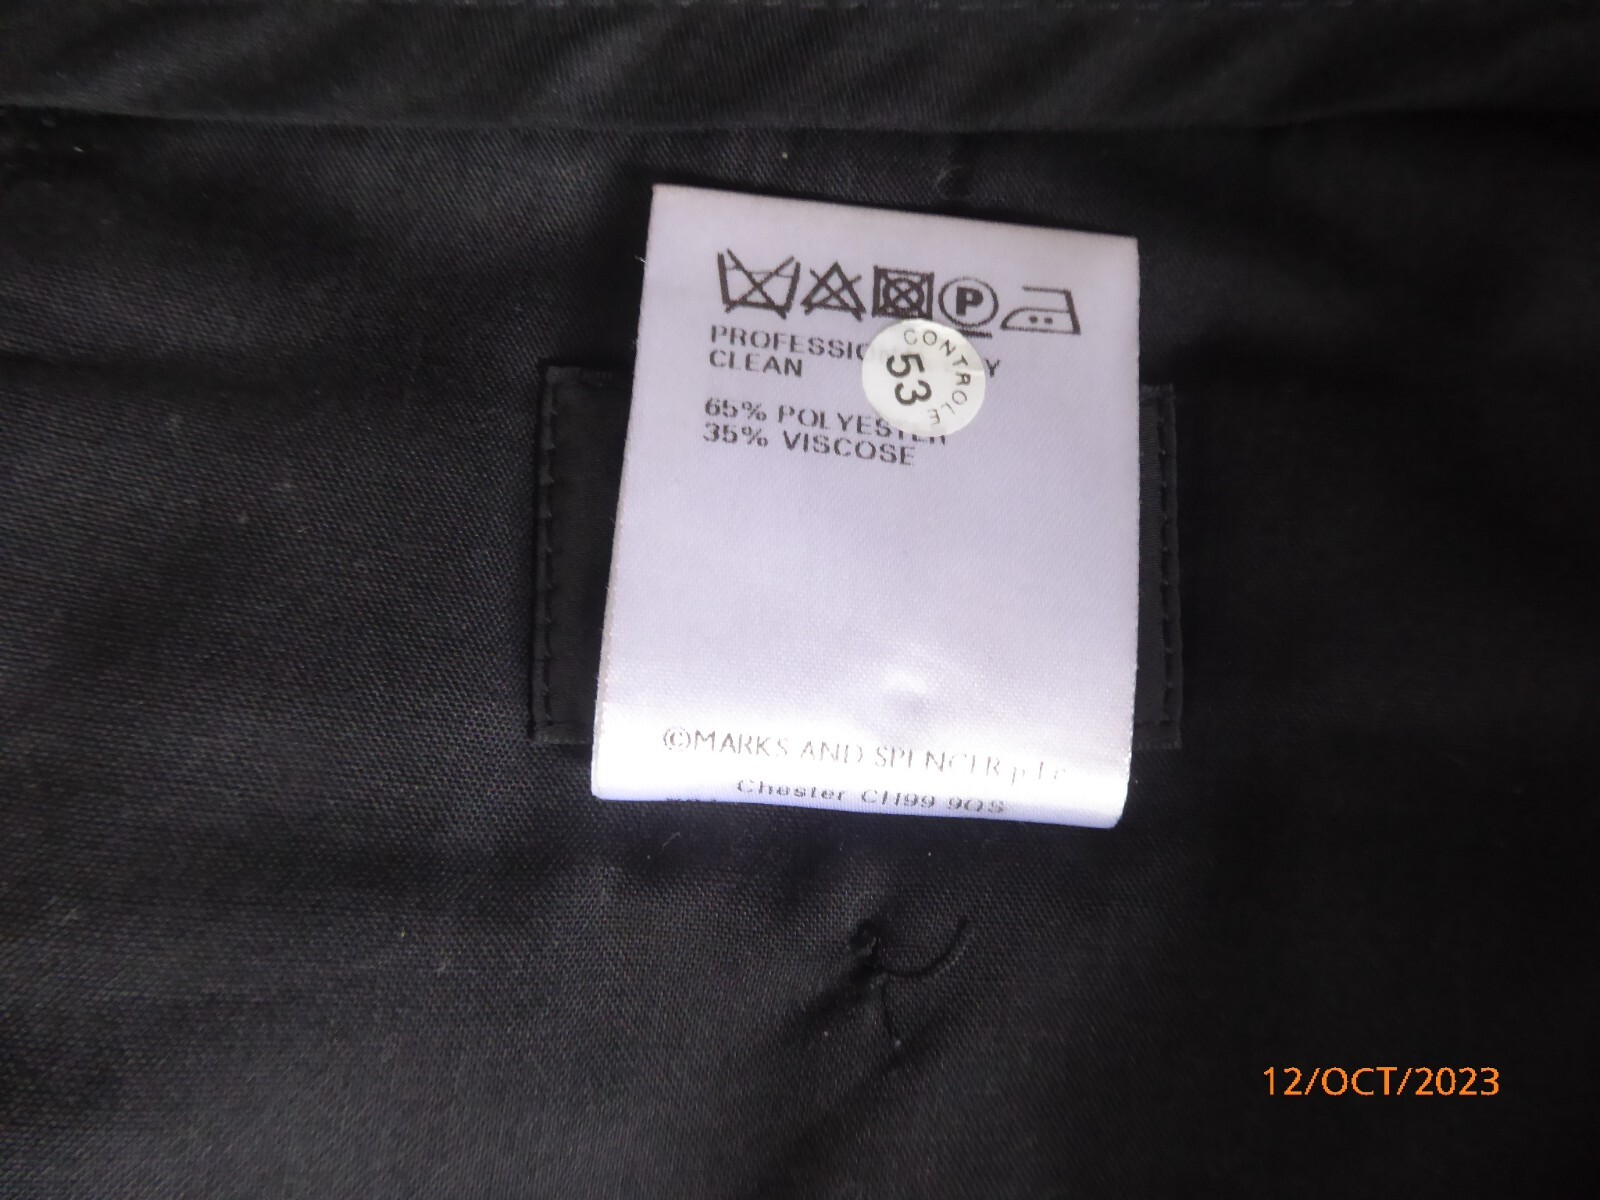 P
PROFESSIO Y
CLEAN
CONTROLE
53
65% POLYESTER
35% VISCOSE
©MARKS AND SPENCER p.l.c.
Chester CH99 9QS
12/OCT/2023